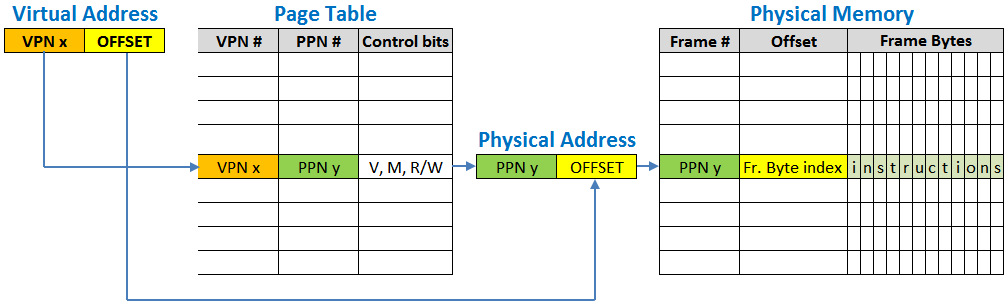 Virtual Address
Page Table
Physical Memory
VPN x OFFSET
VPN # PPN # Control bits
Frame # Offset Frame Bytes
Physical Address
VPN x PPN y V, M, R/W
PPN y OFFSET
PPN y Fr. Byte index i n s t r u c t i o n s